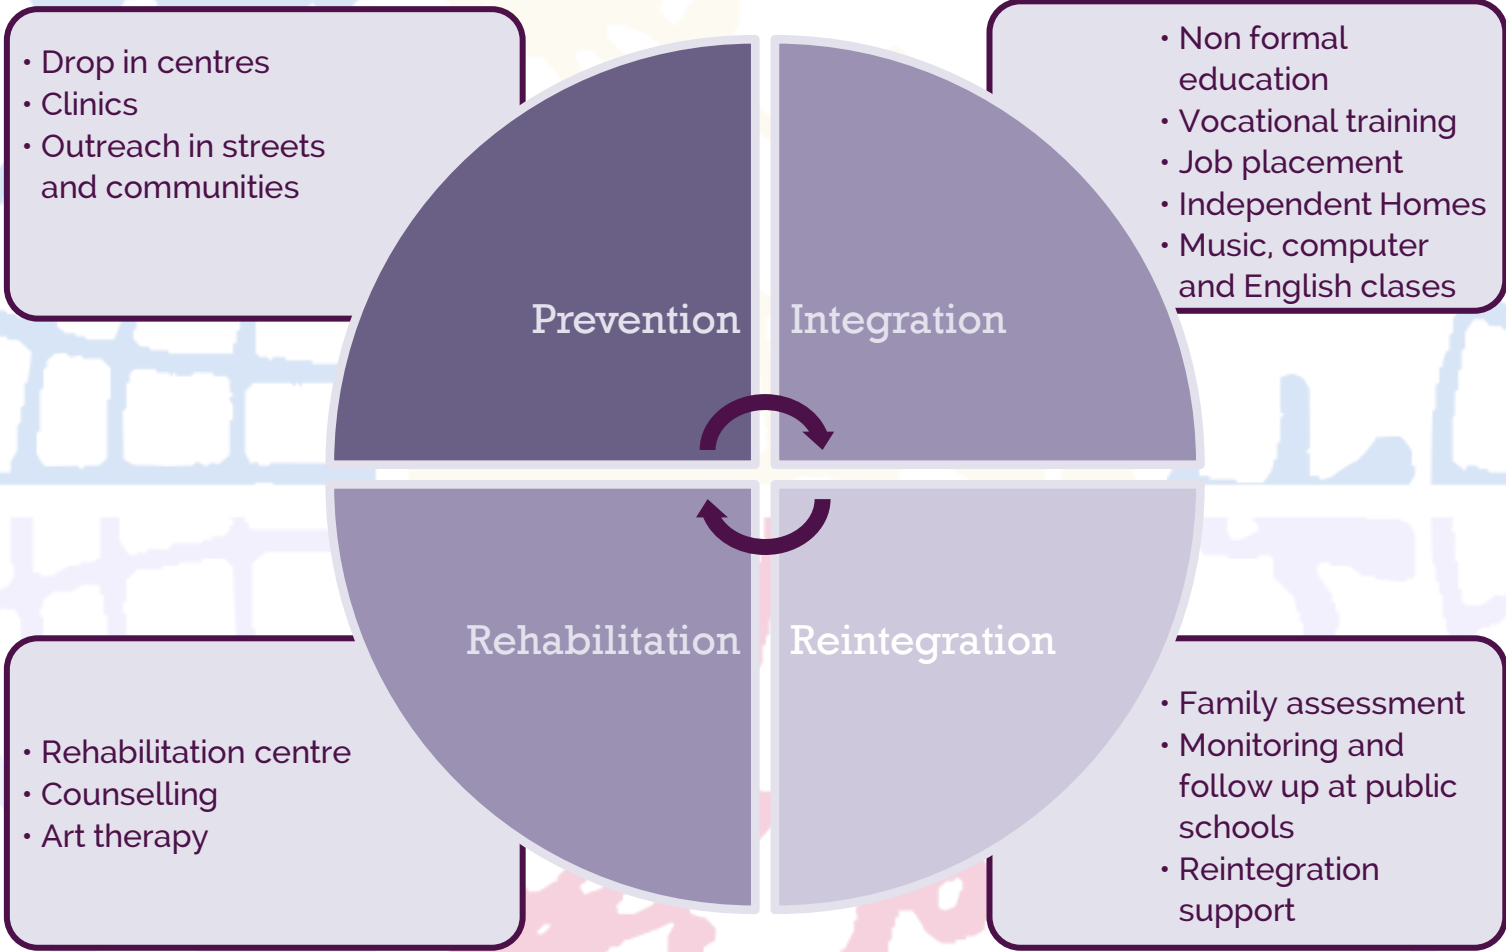 • Drop in centres
• Clinics
• Outreach in streets
and communities
• Non formal
education
• Vocational training
• Job placement
• Independent Homes
• Music, computer
and English clases
Prevention
Integration
Rehabilitation
Reintegration
• Rehabilitation centre
• Counselling
• Art therapy
• Family assessment
• Monitoring and
follow up at public
schools
• Reintegration
support